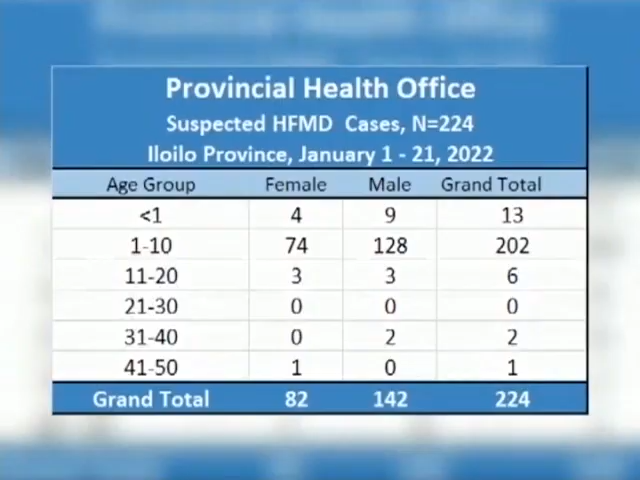 Provincial Health Office
Suspected HFMD Cases, N=224
Iloilo Province, January 1 - 21, 2022
Age Group Female Male Grand Total
<1 4 9 13
1-10 74 128 202
11-20 3 3 6
21-30 0 0 0
31-40 0 2 2
41-50 1 0 1
Grand Total 82 142 224